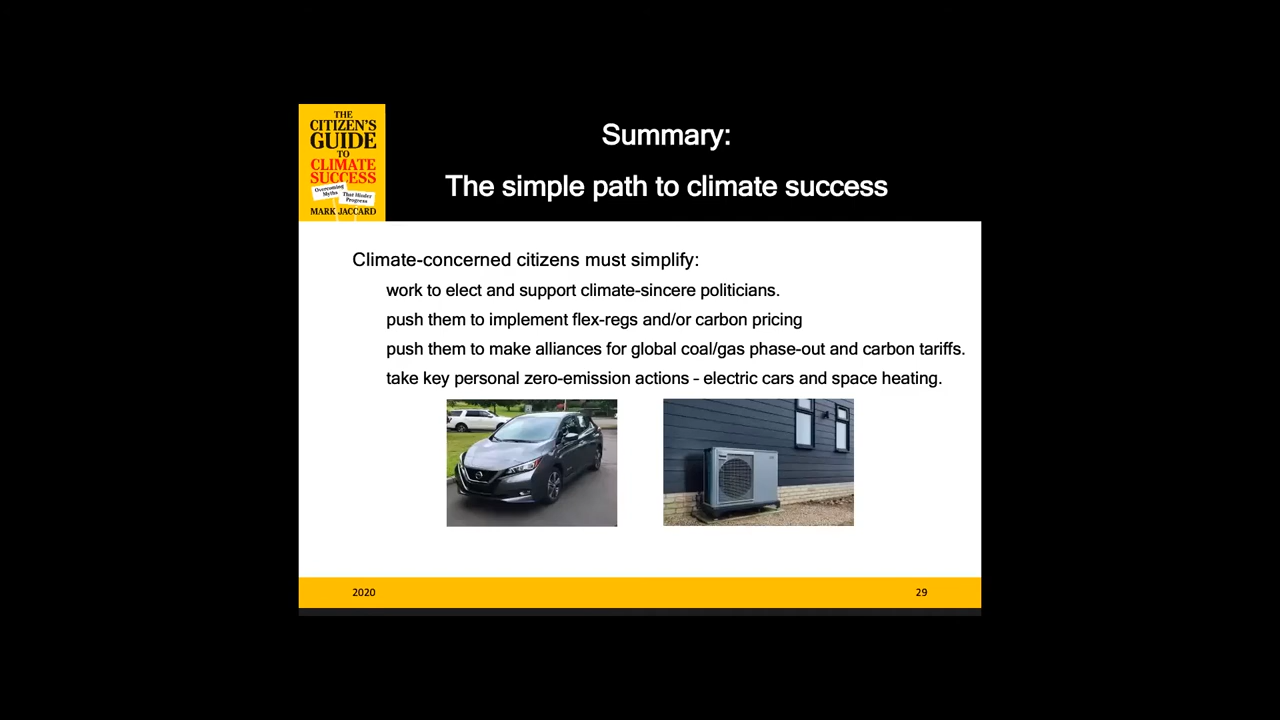 THE
CITIZEN'S
GUIDE
TO
CLIMATE
SUCCESS
Overcoming
Myths
That Hinder
Progress
MARK JACCARD
Summary:
The simple path to climate success
Climate-concerned citizens must simplify:
work to elect and support climate-sincere politicians.
push them to implement flex-regs and/or carbon pricing
push them to make alliances for global coal/gas phase-out and carbon tariffs.
take key personal zero-emission actions – electric cars and space heating.
2020
29